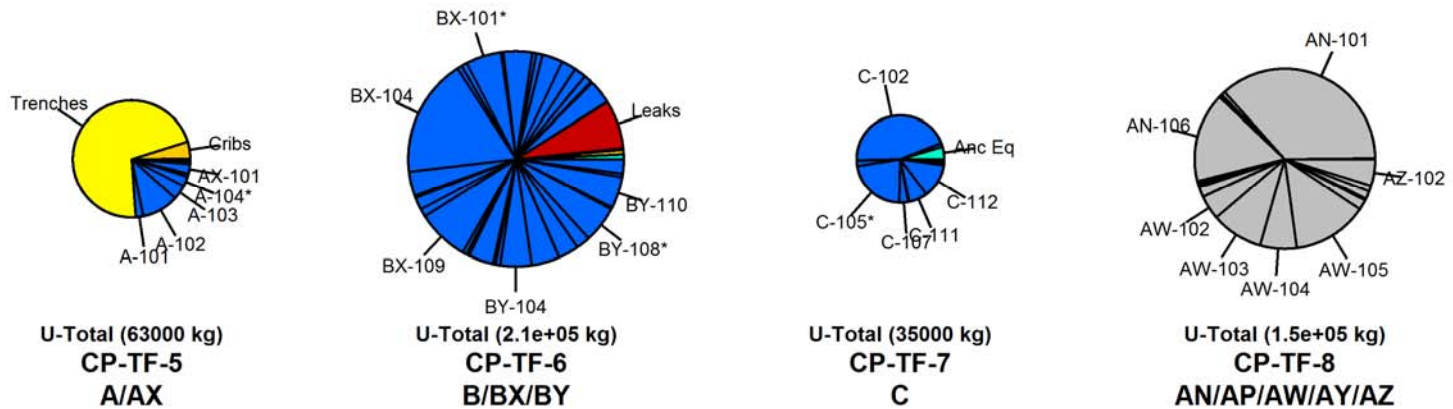 Trenches
Cribs
AX-101
A-104*
A-103
A-102
A-101
U-Total (63000 kg)
CP-TF-5
A/AX
BX-101*
BX-104
Leaks
BY-110
BY-108*
BX-109
BY-104
U-Total (2.1e+05 kg)
CP-TF-6
B/BX/BY
C-102
Anc Eq
C-112
C-105*
C-111
C-107
U-Total (35000 kg)
CP-TF-7
C
AN-101
AN-106
AZ-102
AW-102
AW-103
AW-105
AW-104
U-Total (1.5e+05 kg)
CP-TF-8
AN/AP/AW/AY/AZ